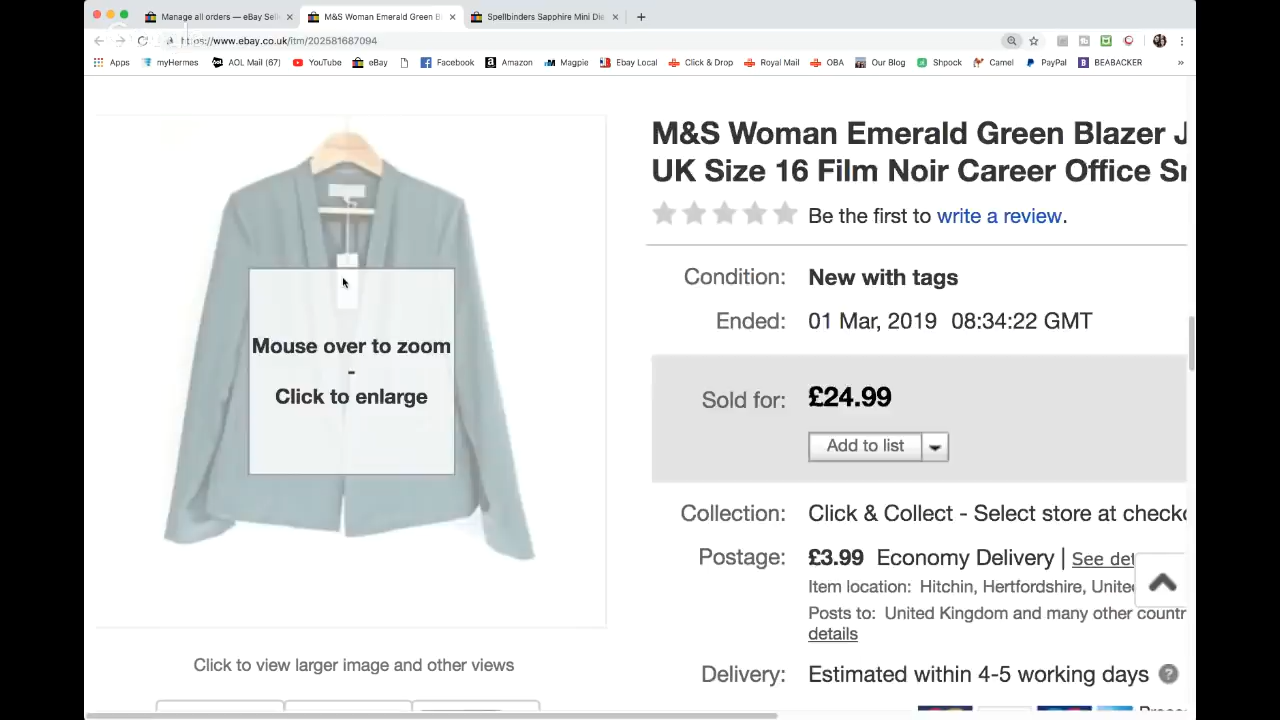 Manage all orders — eBay Sell
M&S Woman Emerald Green B
Spellbinders Sapphire Mini Die
https://www.ebay.co.uk/itm/202581687094
Apps myHermes AOL Mail (67) YouTube eBay Facebook Amazon Magpie Ebay Local Click & Drop Royal Mail OBA Our Blog Shpock Camel PayPal BEABACKER »
M&S Woman Emerald Green Blazer J
UK Size 16 Film Noir Career Office Sr
Be the first to write a review.
Condition: New with tags
Ended: 01 Mar, 2019 08:34:22 GMT
Mouse over to zoom
-
Click to enlarge
Sold for: £24.99
Add to list
Collection: Click & Collect - Select store at checko
Postage: £3.99 Economy Delivery | See det
Item location: Hitchin, Hertfordshire, Unite
Posts to: United Kingdom and many other countr
details
Click to view larger image and other views
Delivery: Estimated within 4-5 working days ?